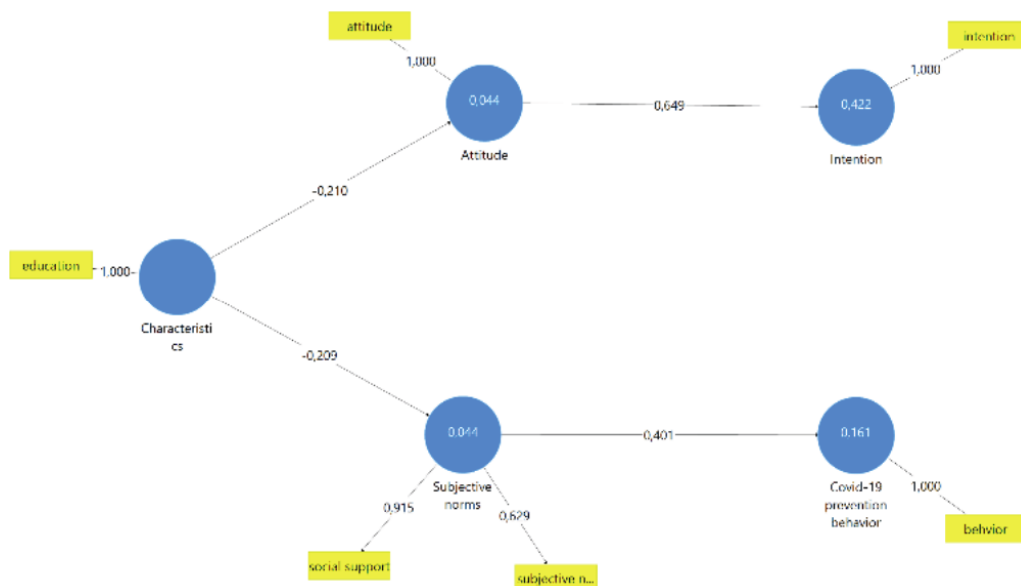 attitude
intention
1,000
1,000
0,044
0,649
0,422
Attitude
Intention
-0,210
education
1,000
Characteristi
cs
-0,209
0,044
0,401
0,161
Subjective
norms
Covid-19
prevention
behavior
0,915
0,629
1,000
behvior
social support
subjective n...